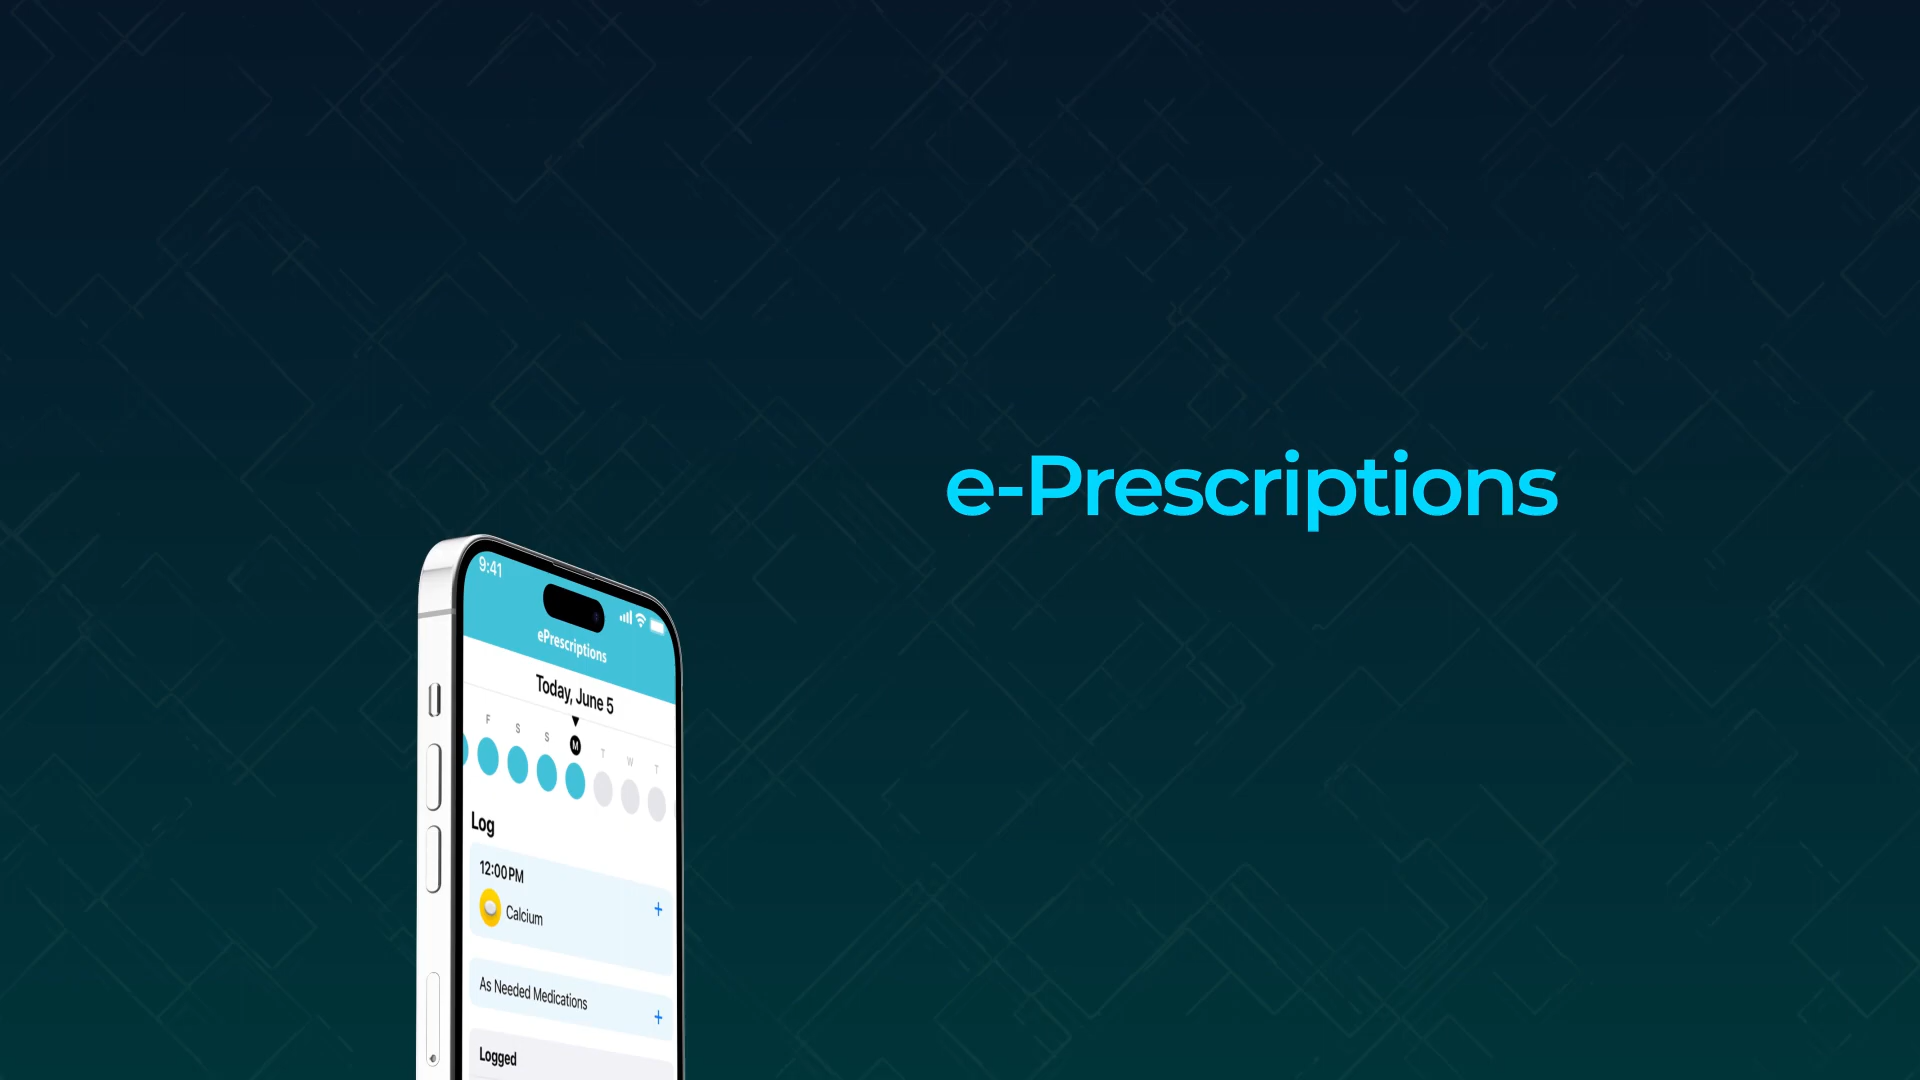 e-Prescriptions
9:41
ePrescriptions
Today, June 5
F S S M T W T
Log
12:00 PM
Calcium
+
As Needed Medications
+
Logged